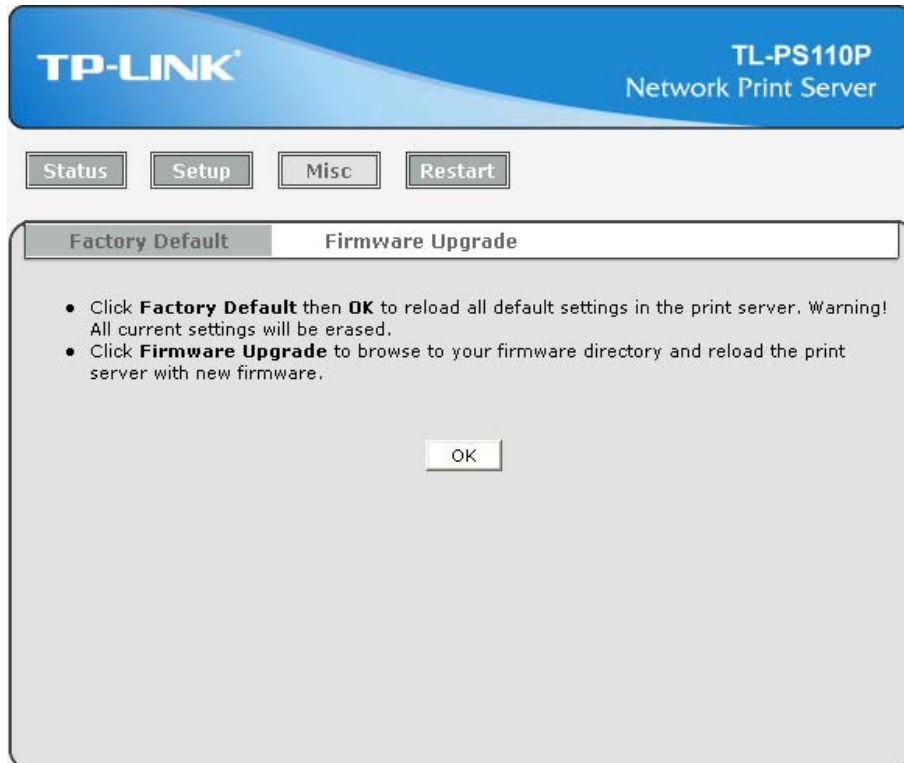 TP-LINK
TL-PS110P
Network Print Server
Status Setup Misc Restart
Factory Default Firmware Upgrade
• Click Factory Default then OK to reload all default settings in the print server. Warning!
All current settings will be erased.
• Click Firmware Upgrade to browse to your firmware directory and reload the print
server with new firmware.
OK